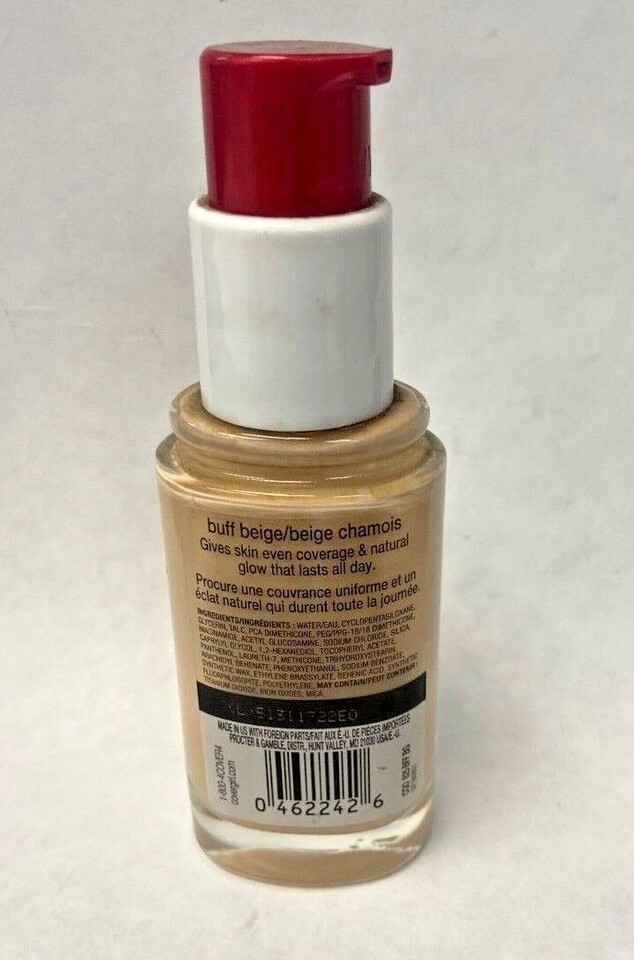 buff beige/beige chamois
Gives skin even coverage & natural
glow that lasts all day.
Procure une couvrance uniforme et un
éclat naturel qui durent toute la journée.
INGREDIENTS/INGRÉDIENTS : WATER/EAU, CYCLOPENTASILOXANE,
GLYCERIN, TALC, PCA DIMETHICONE, PEG/PPG-18/18 DIMETHICONE,
NIACINAMIDE, ACETYL GLUCOSAMINE, SODIUM CHLORIDE, SILICA,
CAPRYLYL GLYCOL, 1,2-HEXANEDIOL, TOCOPHERYL ACETATE,
PANTHENOL, LAURETH-7, METHICONE, TRIHYDROXYSTEARIN,
ARACHIDYL BEHENATE, PHENOXYETHANOL, SODIUM BENZOATE,
SYNTHETIC WAX, ETHYLENE BRASSYLATE, BEHENIC ACID, SYNTHETIC
FLUORPHLOGOPITE, POLYETHYLENE, MAY CONTAIN/PEUT CONTENIR :
TITANIUM DIOXIDE, IRON OXIDES, MICA.
MADE IN US WITH FOREIGN PARTS/FAIT AUX É.-U. DE PIÈCES IMPORTÉES
PROCTER & GAMBLE, DISTR., HUNT VALLEY, MD 21030 USA/É.-U.
1-800-4COVERGI
covergirl.com
0 462242 6